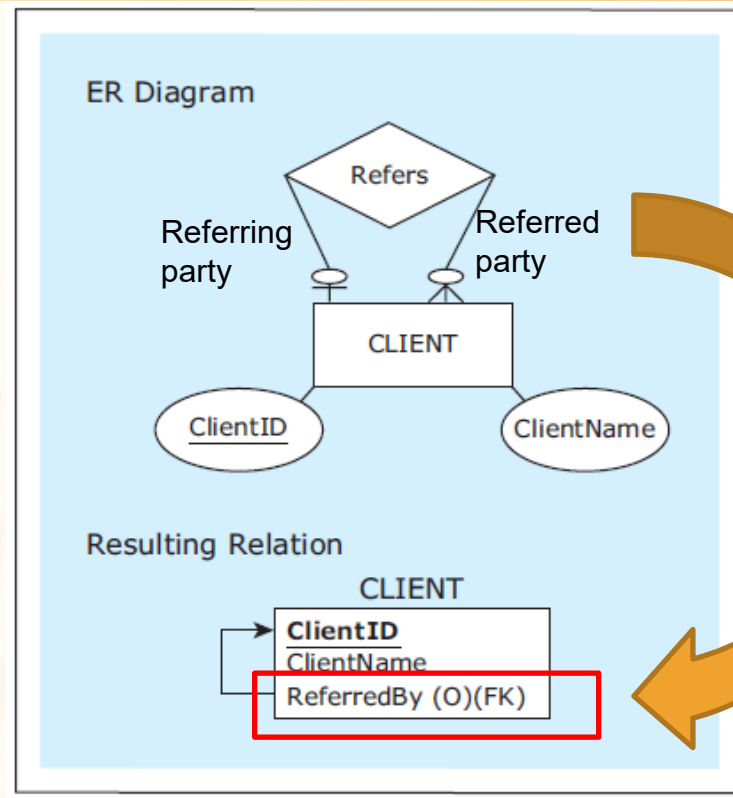 ER Diagram
Refers
Referring
party
Referred
party
CLIENT
ClientID
ClientName
Resulting Relation
CLIENT
ClientID
ClientName
ReferredBy (O)(FK)